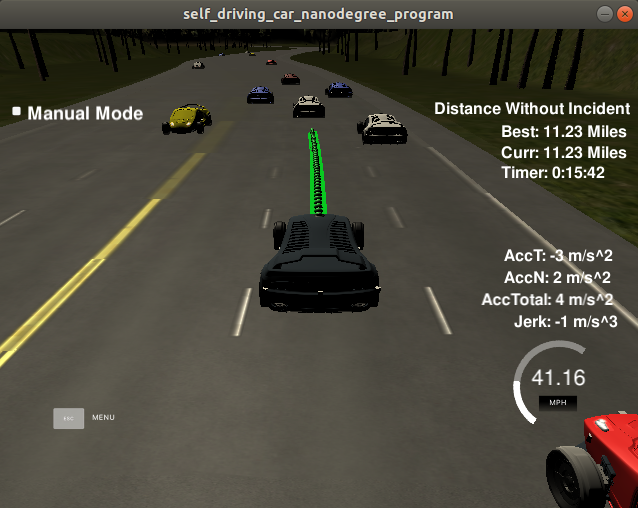 self_driving_car_nanodegree_program
Manual Mode
Distance Without Incident
Best: 11.23 Miles
Curr: 11.23 Miles
Timer: 0:15:42
AccT: -3 m/s^2
AccN: 2 m/s^2
AccTotal: 4 m/s^2
Jerk: -1 m/s^3
41.16
MPH
ESC
MENU